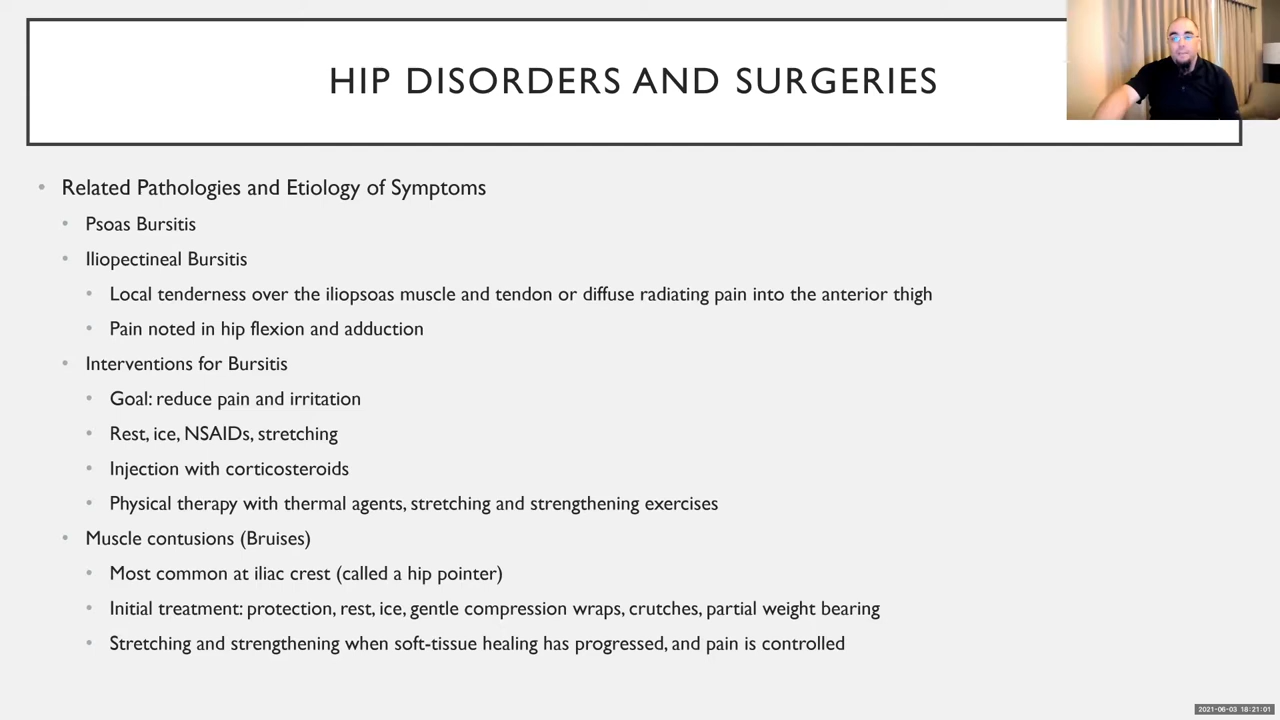 HIP DISORDERS AND SURGERIES
• Related Pathologies and Etiology of Symptoms
• Psoas Bursitis
• Iliopectineal Bursitis
• Local tenderness over the iliopsoas muscle and tendon or diffuse radiating pain into the anterior thigh
• Pain noted in hip flexion and adduction
• Interventions for Bursitis
• Goal: reduce pain and irritation
• Rest, ice, NSAIDs, stretching
• Injection with corticosteroids
• Physical therapy with thermal agents, stretching and strengthening exercises
• Muscle contusions (Bruises)
• Most common at iliac crest (called a hip pointer)
• Initial treatment: protection, rest, ice, gentle compression wraps, crutches, partial weight bearing
• Stretching and strengthening when soft-tissue healing has progressed, and pain is controlled
2021-06-03 18:21:01